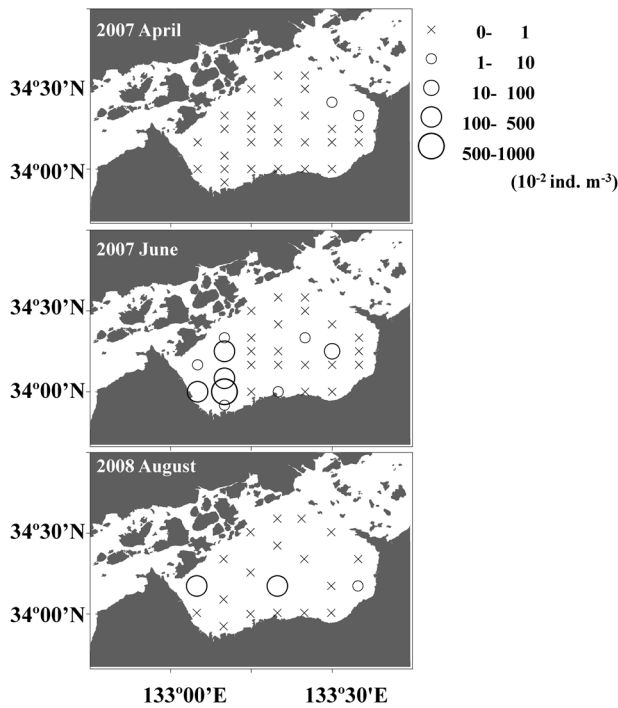 2007 April
0- 1
1- 10
10- 100
100- 500
500-1000
(10-2 ind. m-3)
34°30'N
34°00'N
2007 June
34°30'N
34°00'N
2008 August
34°30'N
34°00'N
133°00'E 133°30'E